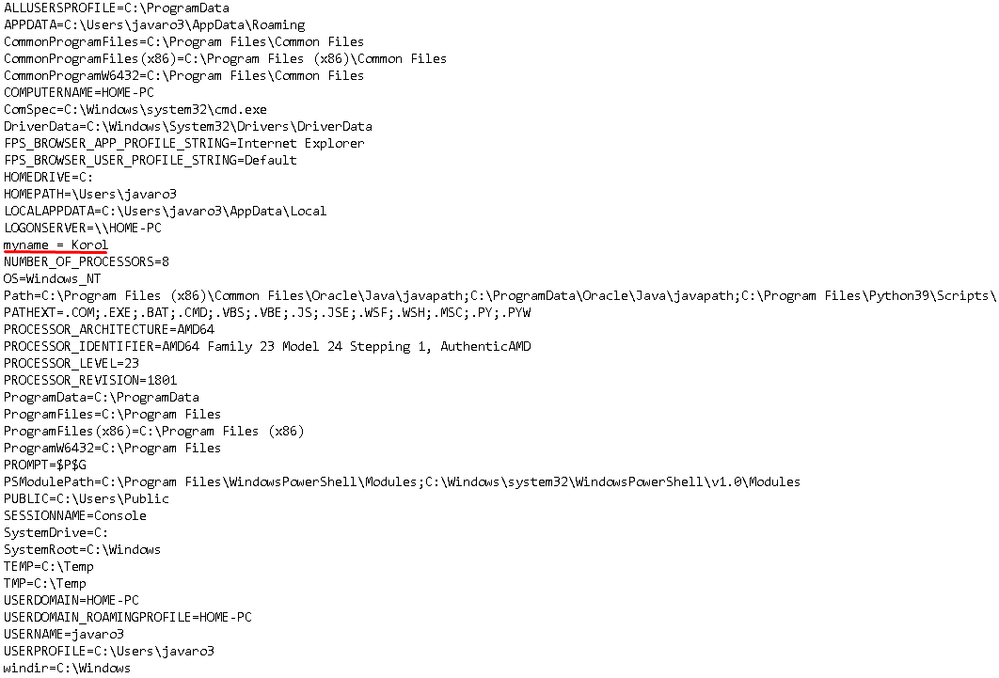 ALLUSERSPROFILE=C:\ProgramData
APPDATA=C:\Users\javaro3\AppData\Roaming
CommonProgramFiles=C:\Program Files\Common Files
CommonProgramFiles(x86)=C:\Program Files (x86)\Common Files
CommonProgramW6432=C:\Program Files\Common Files
COMPUTERNAME=HOME-PC
ComSpec=C:\Windows\system32\cmd.exe
DriverData=C:\Windows\System32\Drivers\DriverData
FPS_BROWSER_APP_PROFILE_STRING=Internet Explorer
FPS_BROWSER_USER_PROFILE_STRING=Default
HOMEDRIVE=C:
HOMEPATH=\Users\javaro3
LOCALAPPDATA=C:\Users\javaro3\AppData\Local
LOGONSERVER=\\HOME-PC
myname = Korol
NUMBER_OF_PROCESSORS=8
OS=Windows_NT
Path=C:\Program Files (x86)\Common Files\Oracle\Java\javapath;C:\ProgramData\Oracle\Java\javapath;C:\Program Files\Python39\Scripts\
PATHEXT=.COM;.EXE;.BAT;.CMD;.VBS;.VBE;.JS;.JSE;.WSF;.WSH;.MSC;.PY;.PYW
PROCESSOR_ARCHITECTURE=AMD64
PROCESSOR_IDENTIFIER=AMD64 Family 23 Model 24 Stepping 1, AuthenticAMD
PROCESSOR_LEVEL=23
PROCESSOR_REVISION=1801
ProgramData=C:\ProgramData
ProgramFiles=C:\Program Files
ProgramFiles(x86)=C:\Program Files (x86)
ProgramW6432=C:\Program Files
PROMPT=$P$G
PSModulePath=C:\Program Files\WindowsPowerShell\Modules;C:\Windows\system32\WindowsPowerShell\v1.0\Modules
PUBLIC=C:\Users\Public
SESSIONNAME=Console
SystemDrive=C:
SystemRoot=C:\Windows
TEMP=C:\Temp
TMP=C:\Temp
USERDOMAIN=HOME-PC
USERDOMAIN_ROAMINGPROFILE=HOME-PC
USERNAME=javaro3
USERPROFILE=C:\Users\javaro3
windir=C:\Windows